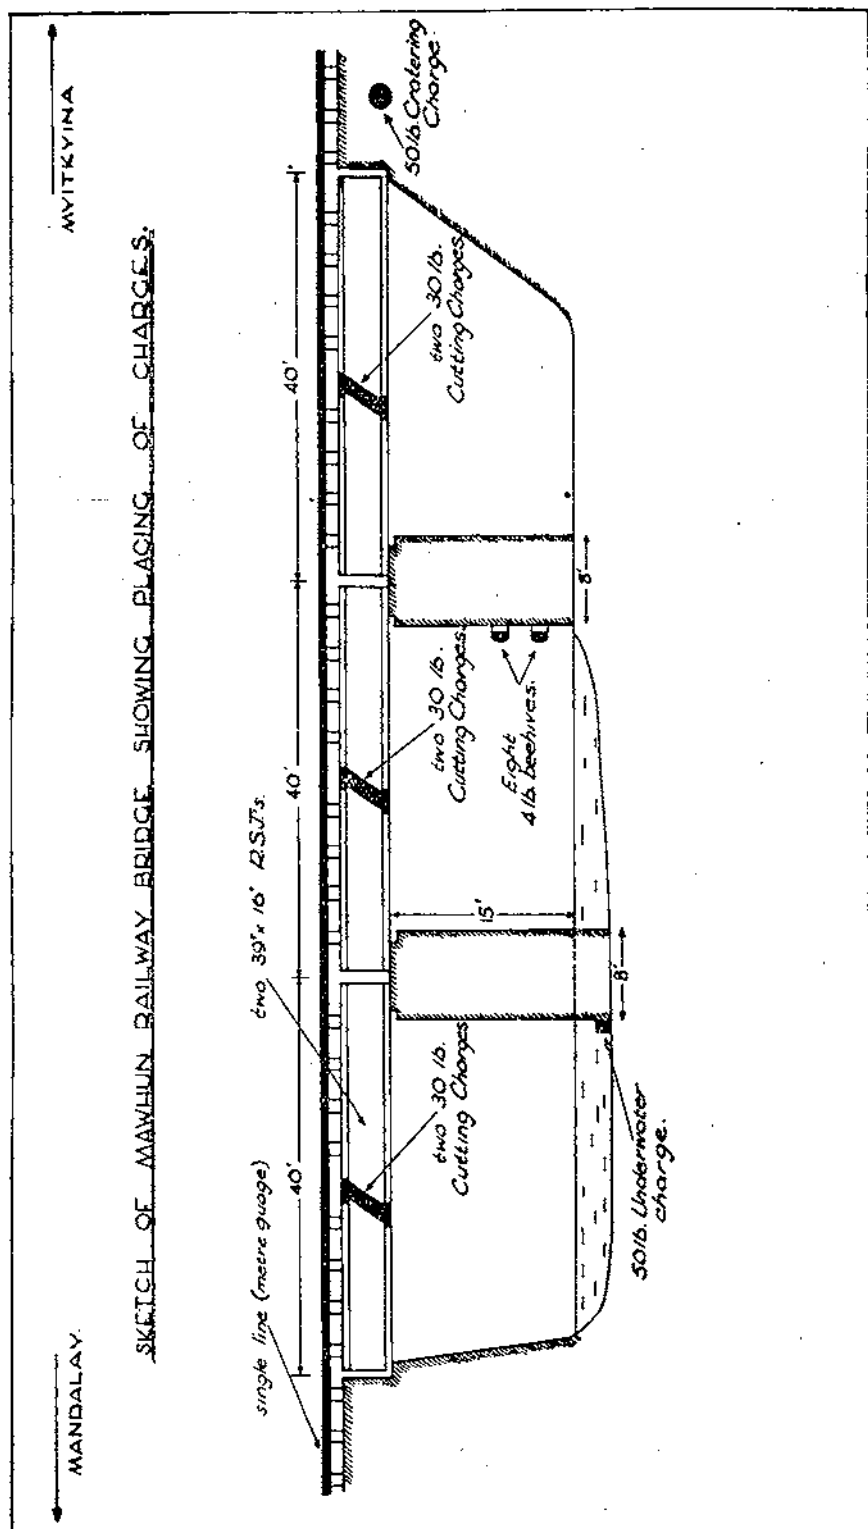 MANDALAY.
MYITKYINA
SKETCH OF MAWHUN RAILWAY BRIDGE, SHOWING PLACING OF CHARGES.
single line (metre guage)
two 39" x 16" R.S.J's.
40'
40'
40'
1'
two 30 lb.
Cutting Charges
two 30 lb.
Cutting Charges.
two 30 lb.
Cutting Charges.
50 lb. Cratering
Charge.
15'
Eight
4 lb. beehives.
8'
8'
50 lb. Underwater
charge.